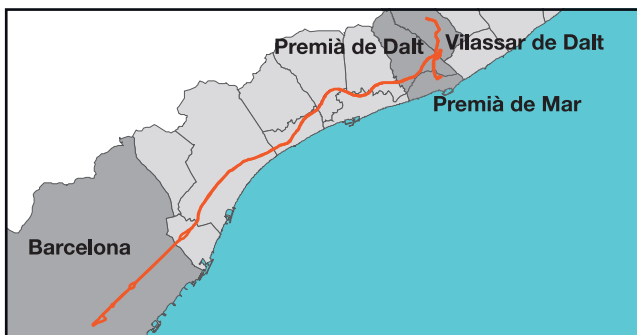 Premià de Dalt
Vilassar de Dalt
Premià de Mar
Barcelona